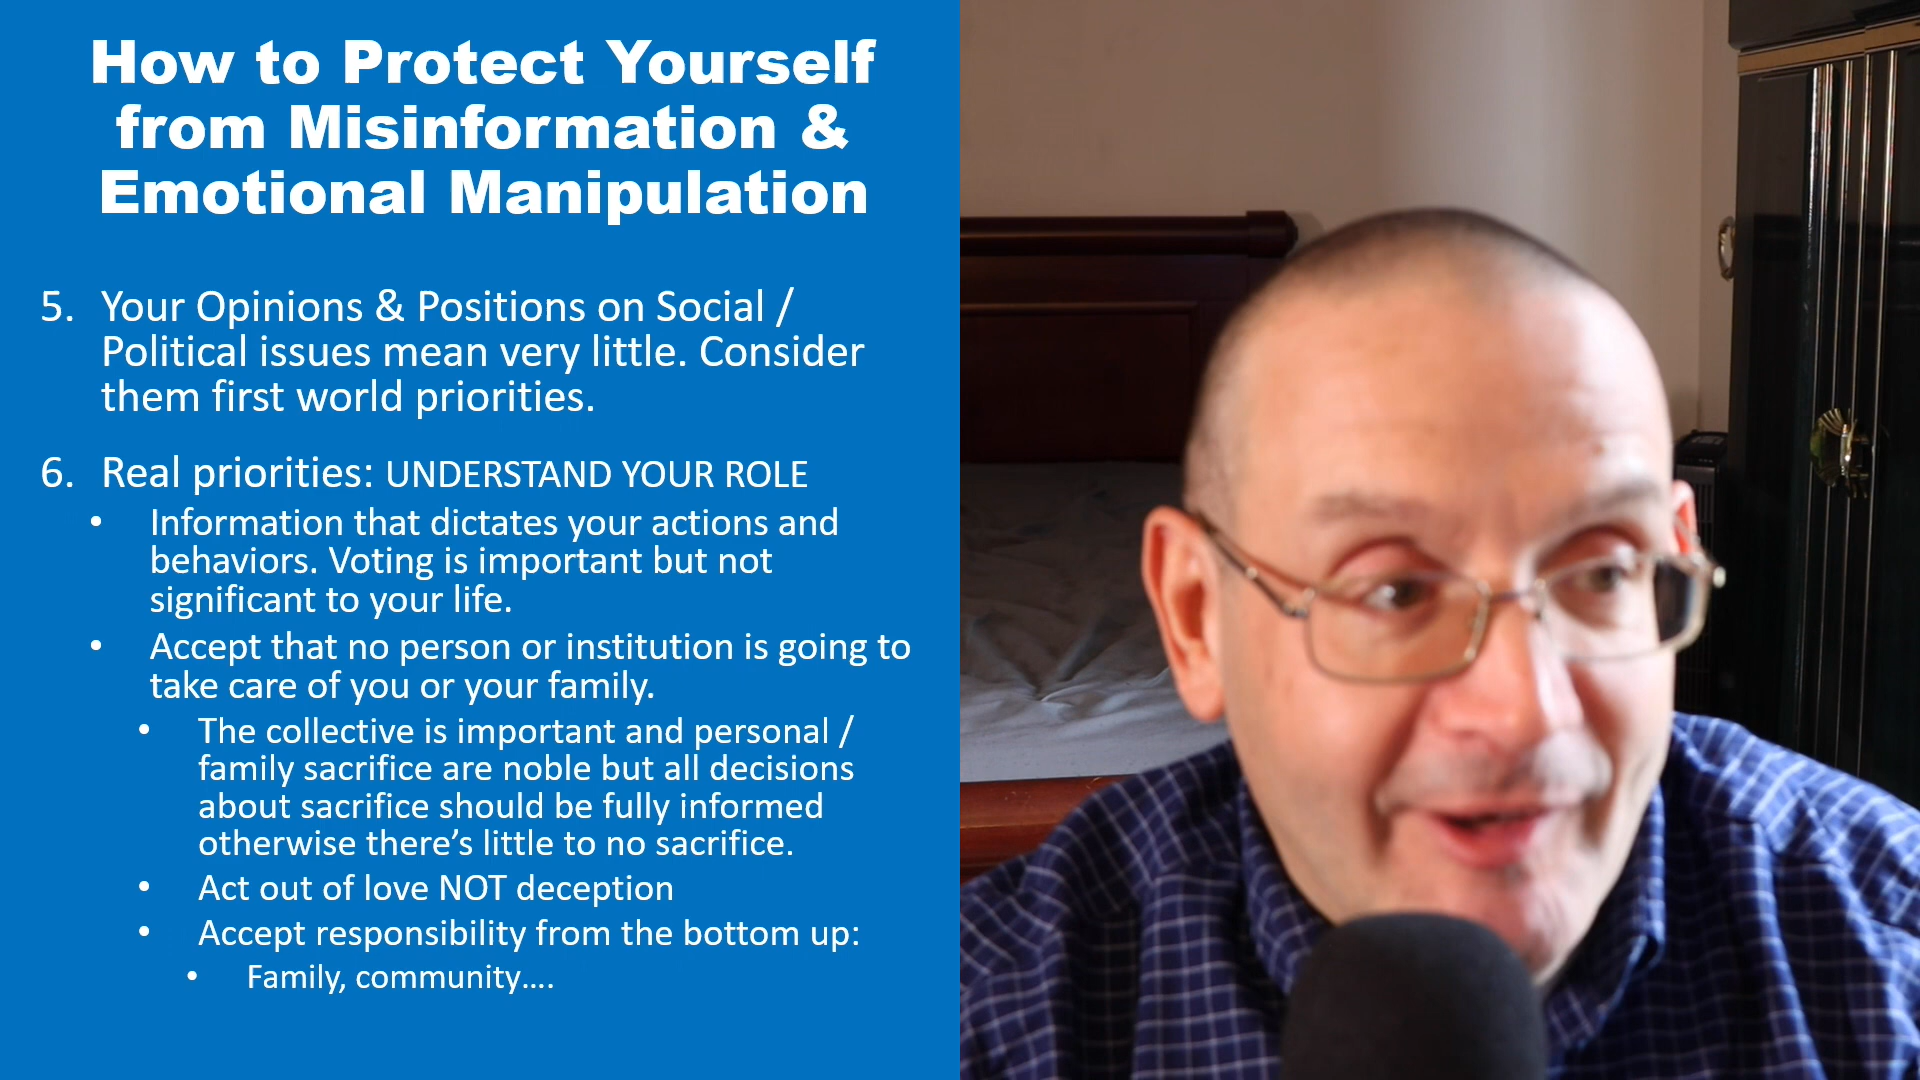 How to Protect Yourself
from Misinformation &
Emotional Manipulation
5. Your Opinions & Positions on Social /
Political issues mean very little. Consider
them first world priorities.
6. Real priorities: UNDERSTAND YOUR ROLE
• Information that dictates your actions and
behaviors. Voting is important but not
significant to your life.
• Accept that no person or institution is going to
take care of you or your family.
• The collective is important and personal /
family sacrifice are noble but all decisions
about sacrifice should be fully informed
otherwise there’s little to no sacrifice.
• Act out of love NOT deception
• Accept responsibility from the bottom up:
• Family, community….